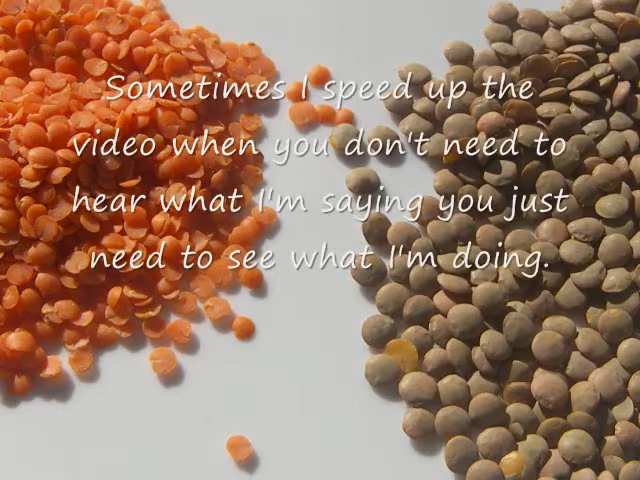 Sometimes I speed up the
video when you don't need to
hear what I'm saying you just
need to see what I'm doing.